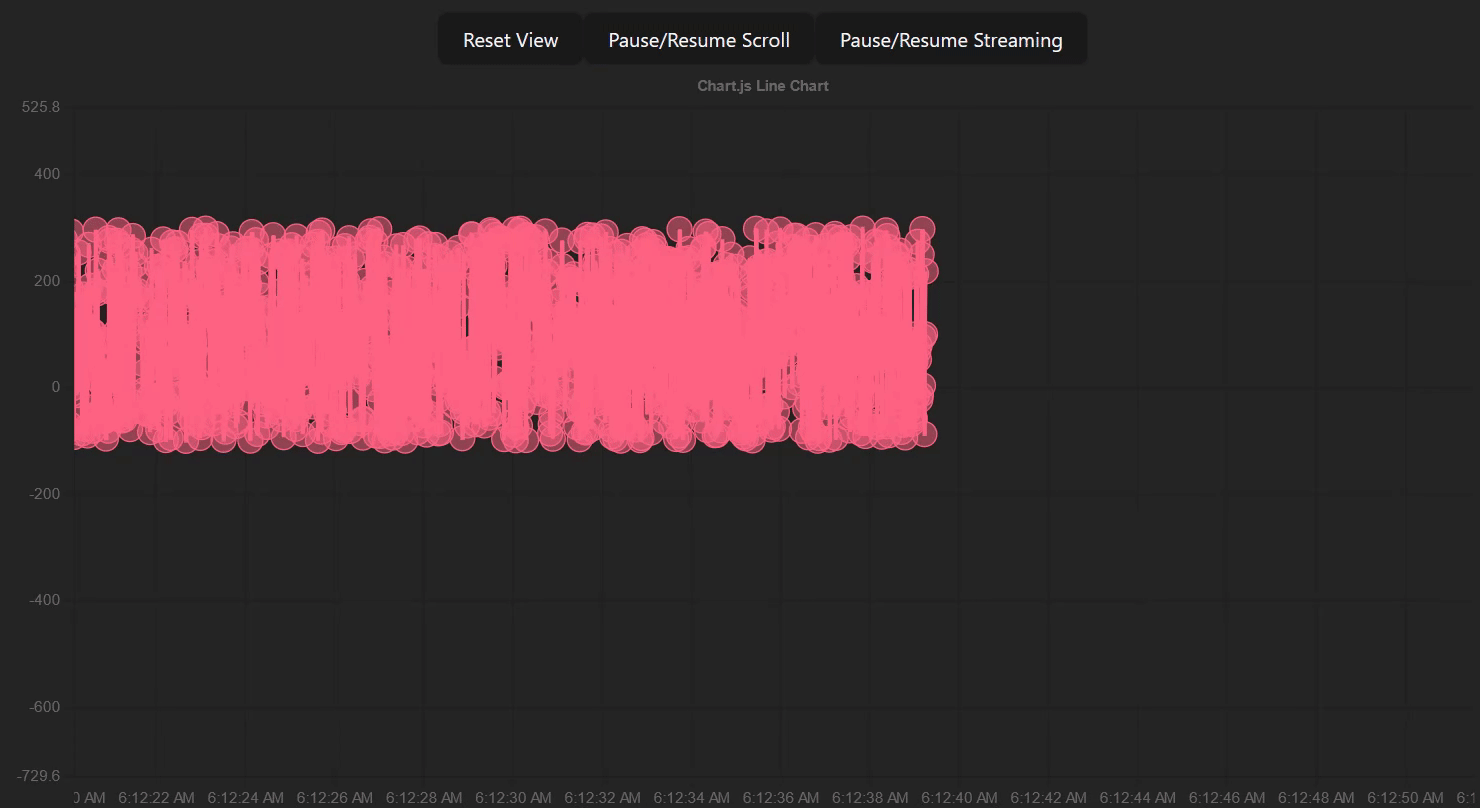 Reset View
Pause/Resume Scroll
Pause/Resume Streaming
Chart.js Line Chart
525.8
400
200
0
-200
-400
-600
-729.6
0 AM 6:12:22 AM 6:12:24 AM 6:12:26 AM 6:12:28 AM 6:12:30 AM 6:12:32 AM 6:12:34 AM 6:12:36 AM 6:12:38 AM 6:12:40 AM 6:12:42 AM 6:12:44 AM 6:12:46 AM 6:12:48 AM 6:12:50 AM